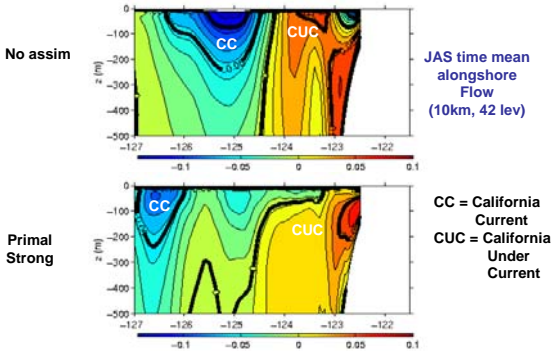 No assim
z (m)
0
-100
-200
-300
-400
-500
CC
CUC
-127 -126 -125 -124 -123 -122
-0.1 -0.05 0 0.05 0.1
JAS time mean
alongshore
Flow
(10km, 42 lev)
Primal
Strong
z (m)
0
-100
-200
-300
-400
-500
CC
CUC
-127 -126 -125 -124 -123 -122
-0.1 -0.05 0 0.05 0.1
CC = California
Current
CUC = California
Under
Current